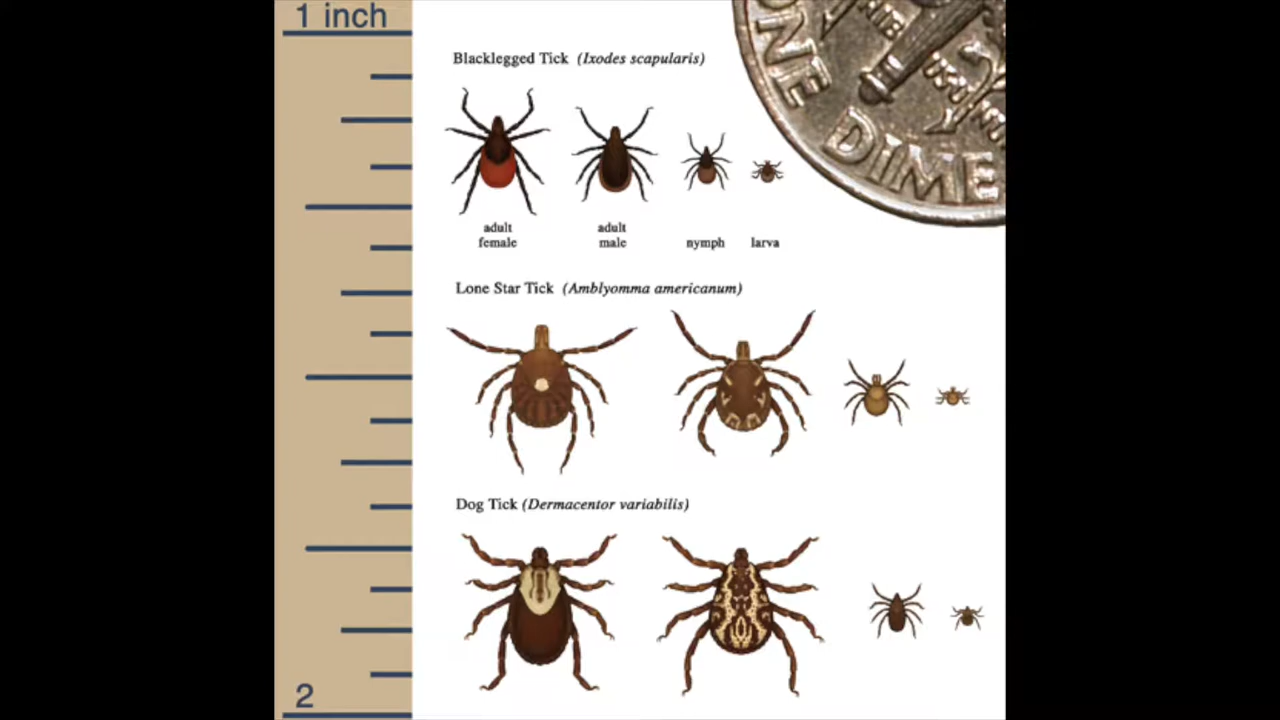 1 inch
ONE DIME
Blacklegged Tick (Ixodes scapularis)
adult
female
adult
male
nymph
larva
Lone Star Tick (Amblyomma americanum)
Dog Tick (Dermacentor variabilis)
2